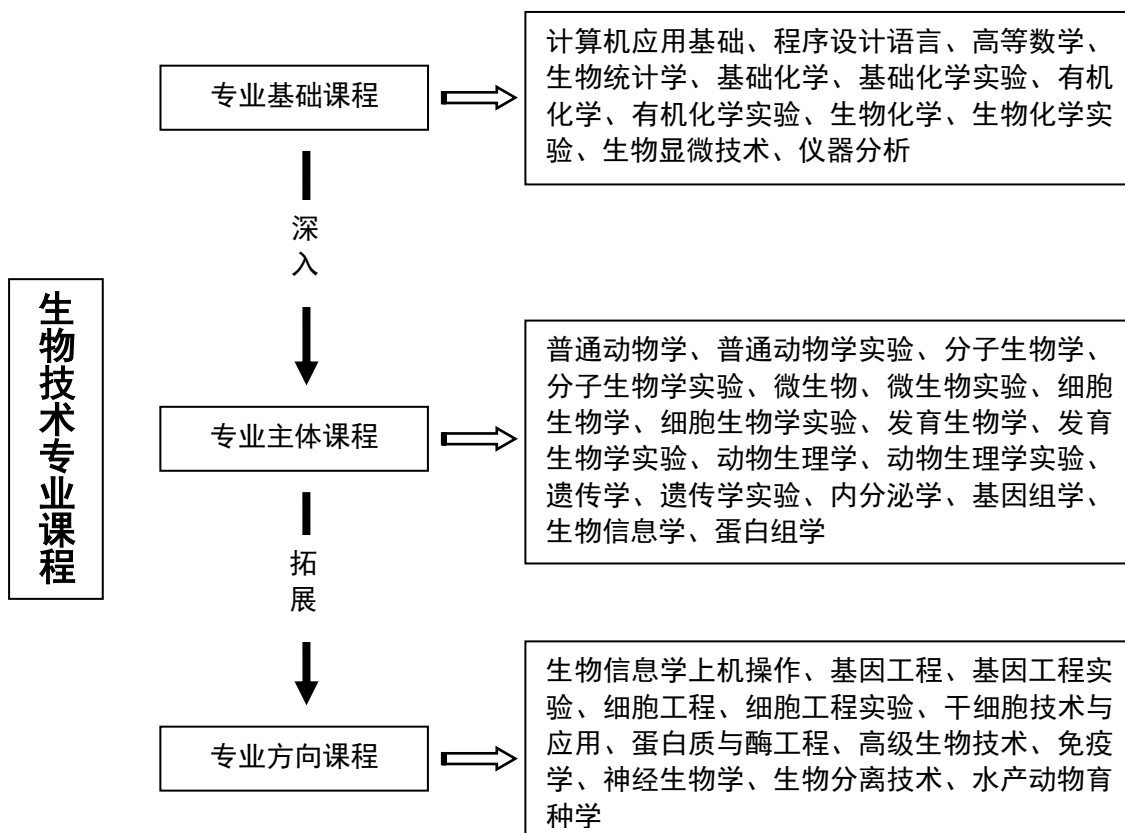 专业基础课程
计算机应用基础、程序设计语言、高等数学、
生物统计学、基础化学、基础化学实验、有机
化学、有机化学实验、生物化学、生物化学实
验、生物显微技术、仪器分析
深
入
生物技术专业课程
专业主体课程
普通动物学、普通动物学实验、分子生物学、
分子生物学实验、微生物、微生物实验、细胞
生物学、细胞生物学实验、发育生物学、发育
生物学实验、动物生理学、动物生理学实验、
遗传学、遗传学实验、内分泌学、基因组学、
生物信息学、蛋白组学
拓
展
专业方向课程
生物信息学上机操作、基因工程、基因工程实
验、细胞工程、细胞工程实验、干细胞技术与
应用、蛋白质与酶工程、高级生物技术、免疫
学、神经生物学、生物分离技术、水产动物育
种学